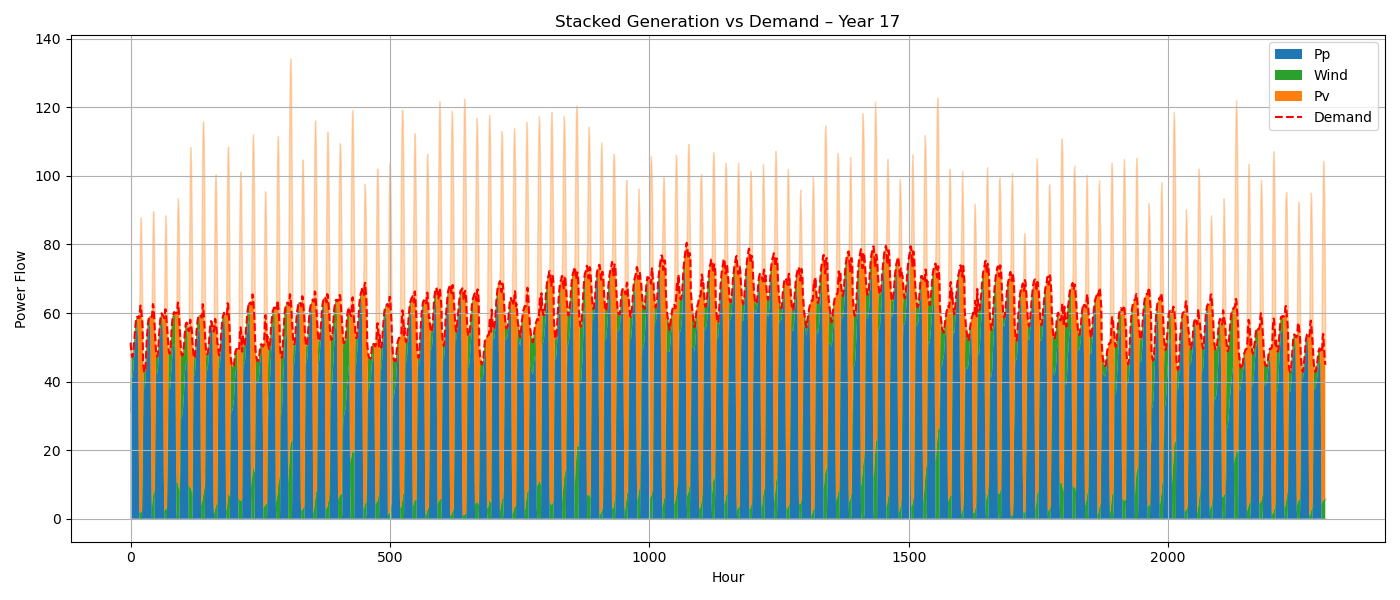 Stacked Generation vs Demand – Year 17
140
120
100
80
60
40
20
0
Power Flow
0
500
1000
1500
2000
Hour
Pp
Wind
Pv
Demand